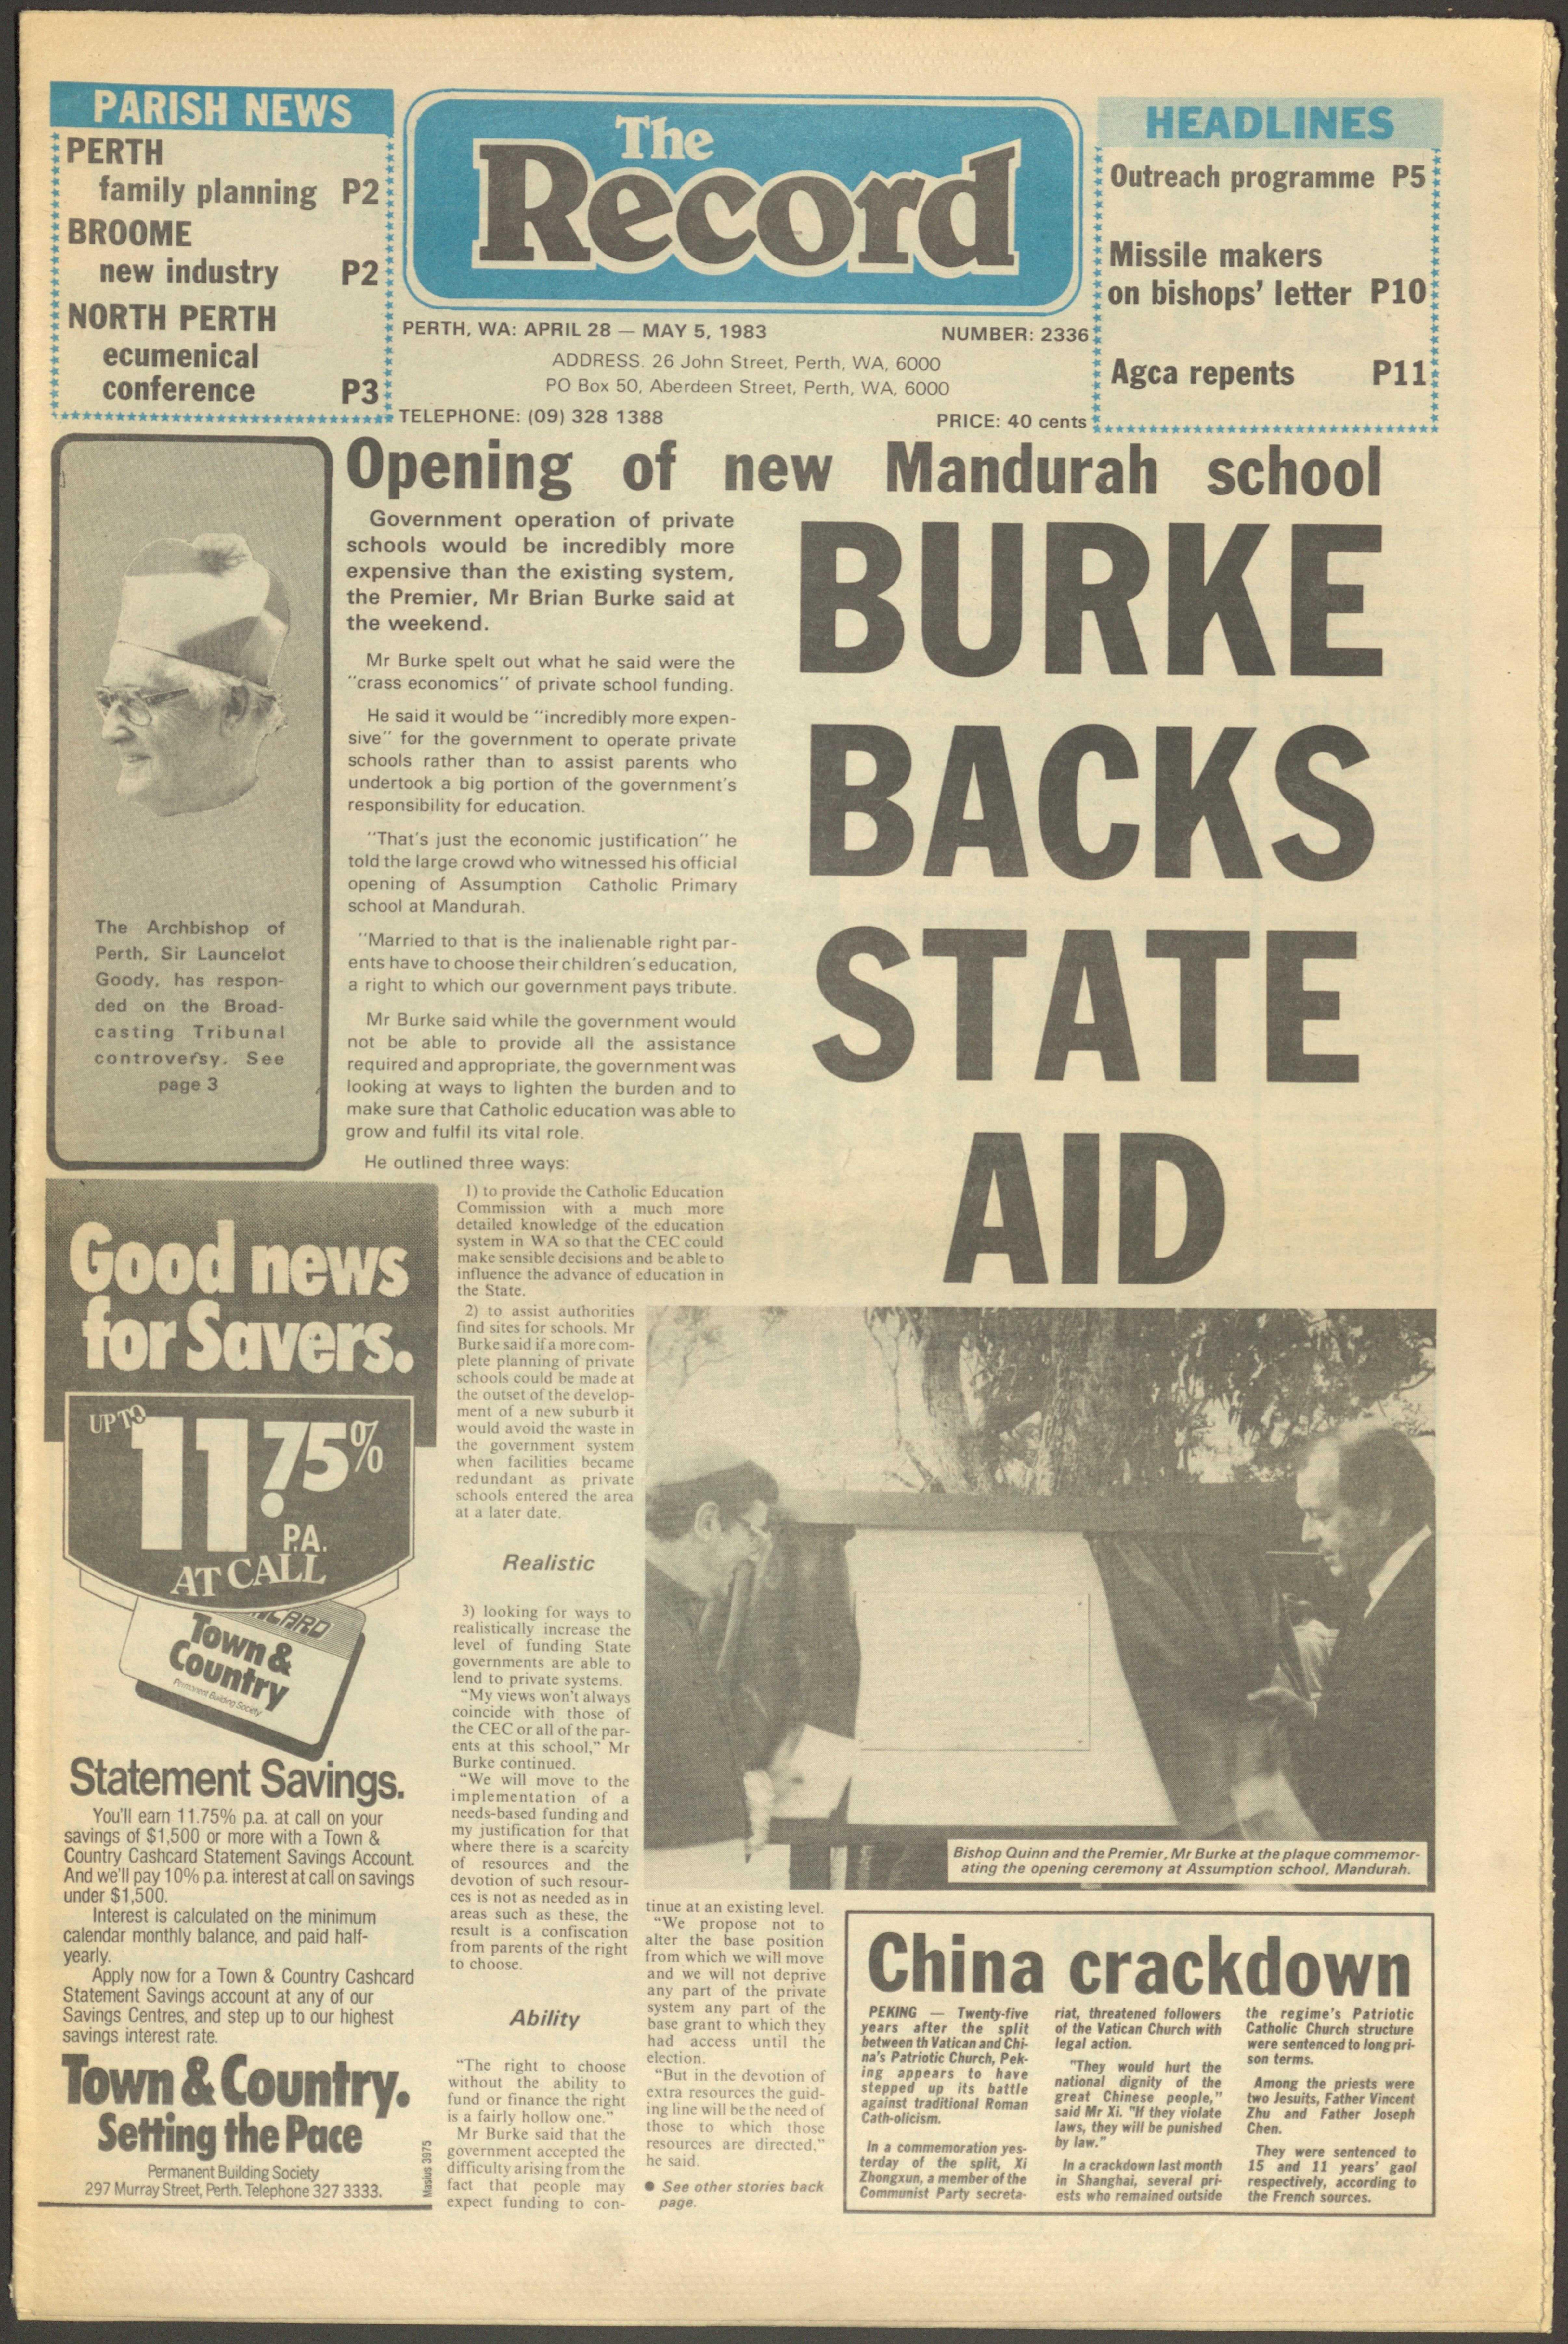 PARISH NEWS
PERTH
family planning P2
BROOME
new industry P2
NORTH PERTH
ecumenical
conference P3
The
Record
PERTH, WA: APRIL 28 — MAY 5, 1983 NUMBER: 2336
ADDRESS. 26 John Street, Perth, WA, 6000
PO Box 50, Aberdeen Street, Perth, WA, 6000
TELEPHONE: (09) 328 1388 PRICE: 40 cents
HEADLINES
Outreach programme P5
Missile makers
on bishops' letter P10
Agca repents P11
The Archbishop of
Perth, Sir Launcelot
Goody, has respon-
ded on the Broad-
casting Tribunal
controversy. See
page 3
Opening of new Mandurah school
BURKE
BACKS
STATE
AID
Government operation of private
schools would be incredibly more
expensive than the existing system,
the Premier, Mr Brian Burke said at
the weekend.
Mr Burke spelt out what he said were the
"crass economics" of private school funding.
He said it would be "incredibly more expen-
sive" for the government to operate private
schools rather than to assist parents who
undertook a big portion of the government's
responsibility for education.
"That's just the economic justification" he
told the large crowd who witnessed his official
opening of Assumption Catholic Primary
school at Mandurah.
"Married to that is the inalienable right par-
ents have to choose their children's education,
a right to which our government pays tribute.
Mr Burke said while the government would
not be able to provide all the assistance
required and appropriate, the government was
looking at ways to lighten the burden and to
make sure that Catholic education was able to
grow and fulfil its vital role.
He outlined three ways:
1) to provide the Catholic Education
Commission with a much more
detailed knowledge of the education
system in WA so that the CEC could
make sensible decisions and be able to
influence the advance of education in
the State.
2) to assist authorities
find sites for schools. Mr
Burke said if a more com-
plete planning of private
schools could be made at
the outset of the develop-
ment of a new suburb it
would avoid the waste in
the government system
when facilities became
redundant as private
schools entered the area
at a later date.
Realistic
3) looking for ways to
realistically increase the
level of funding State
governments are able to
lend to private systems.
"My views won't always
coincide with those of
the CEC or all of the par-
ents at this school," Mr
Burke continued.
"We will move to the
implementation of a
needs-based funding and
my justification for that
where there is a scarcity
of resources and the
devotion of such resour-
ces is not as needed as in
areas such as these, the
result is a confiscation
from parents of the right
to choose.
Ability
"The right to choose
without the ability to
fund or finance the right
is a fairly hollow one."
Mr Burke said that the
government accepted the
difficulty arising from the
fact that people may
expect funding to con-
tinue at an existing level.
"We propose not to
alter the base position
from which we will move
and we will not deprive
any part of the private
system any part of the
base grant to which they
had access until the
election.
"But in the devotion of
extra resources the guid-
ing line will be the need of
those to which those
resources are directed,"
he said.
● See other stories back
page.
Bishop Quinn and the Premier, Mr Burke at the plaque commemor-
ating the opening ceremony at Assumption school, Mandurah.
Good news
for Savers.
UP TO
11.75%
P.A.
AT CALL
Town &
Country
Permanent Building Society
Statement Savings.
You'll earn 11.75% p.a. at call on your
savings of $1,500 or more with a Town &
Country Cashcard Statement Savings Account.
And we'll pay 10% p.a. interest at call on savings
under $1,500.
Interest is calculated on the minimum
calendar monthly balance, and paid half-
yearly.
Apply now for a Town & Country Cashcard
Statement Savings account at any of our
Savings Centres, and step up to our highest
savings interest rate.
Town & Country.
Setting the Pace
Permanent Building Society
297 Murray Street, Perth. Telephone 327 3333.
China crackdown
PEKING — Twenty-five
years after the split
between th Vatican and Chi-
na's Patriotic Church, Pek-
ing appears to have
stepped up its battle
against traditional Roman
Cath-olicism.
In a commemoration yes-
terday of the split, Xi
Zhongxun, a member of the
Communist Party secreta-
riat, threatened followers
of the Vatican Church with
legal action.
"They would hurt the
national dignity of the
great Chinese people,"
said Mr Xi. "If they violate
laws, they will be punished
by law."
In a crackdown last month
in Shanghai, several pri-
ests who remained outside
the regime's Patriotic
Catholic Church structure
were sentenced to long pri-
son terms.
Among the priests were
two Jesuits, Father Vincent
Zhu and Father Joseph
Chen.
They were sentenced to
15 and 11 years' gaol
respectively, according to
the French sources.